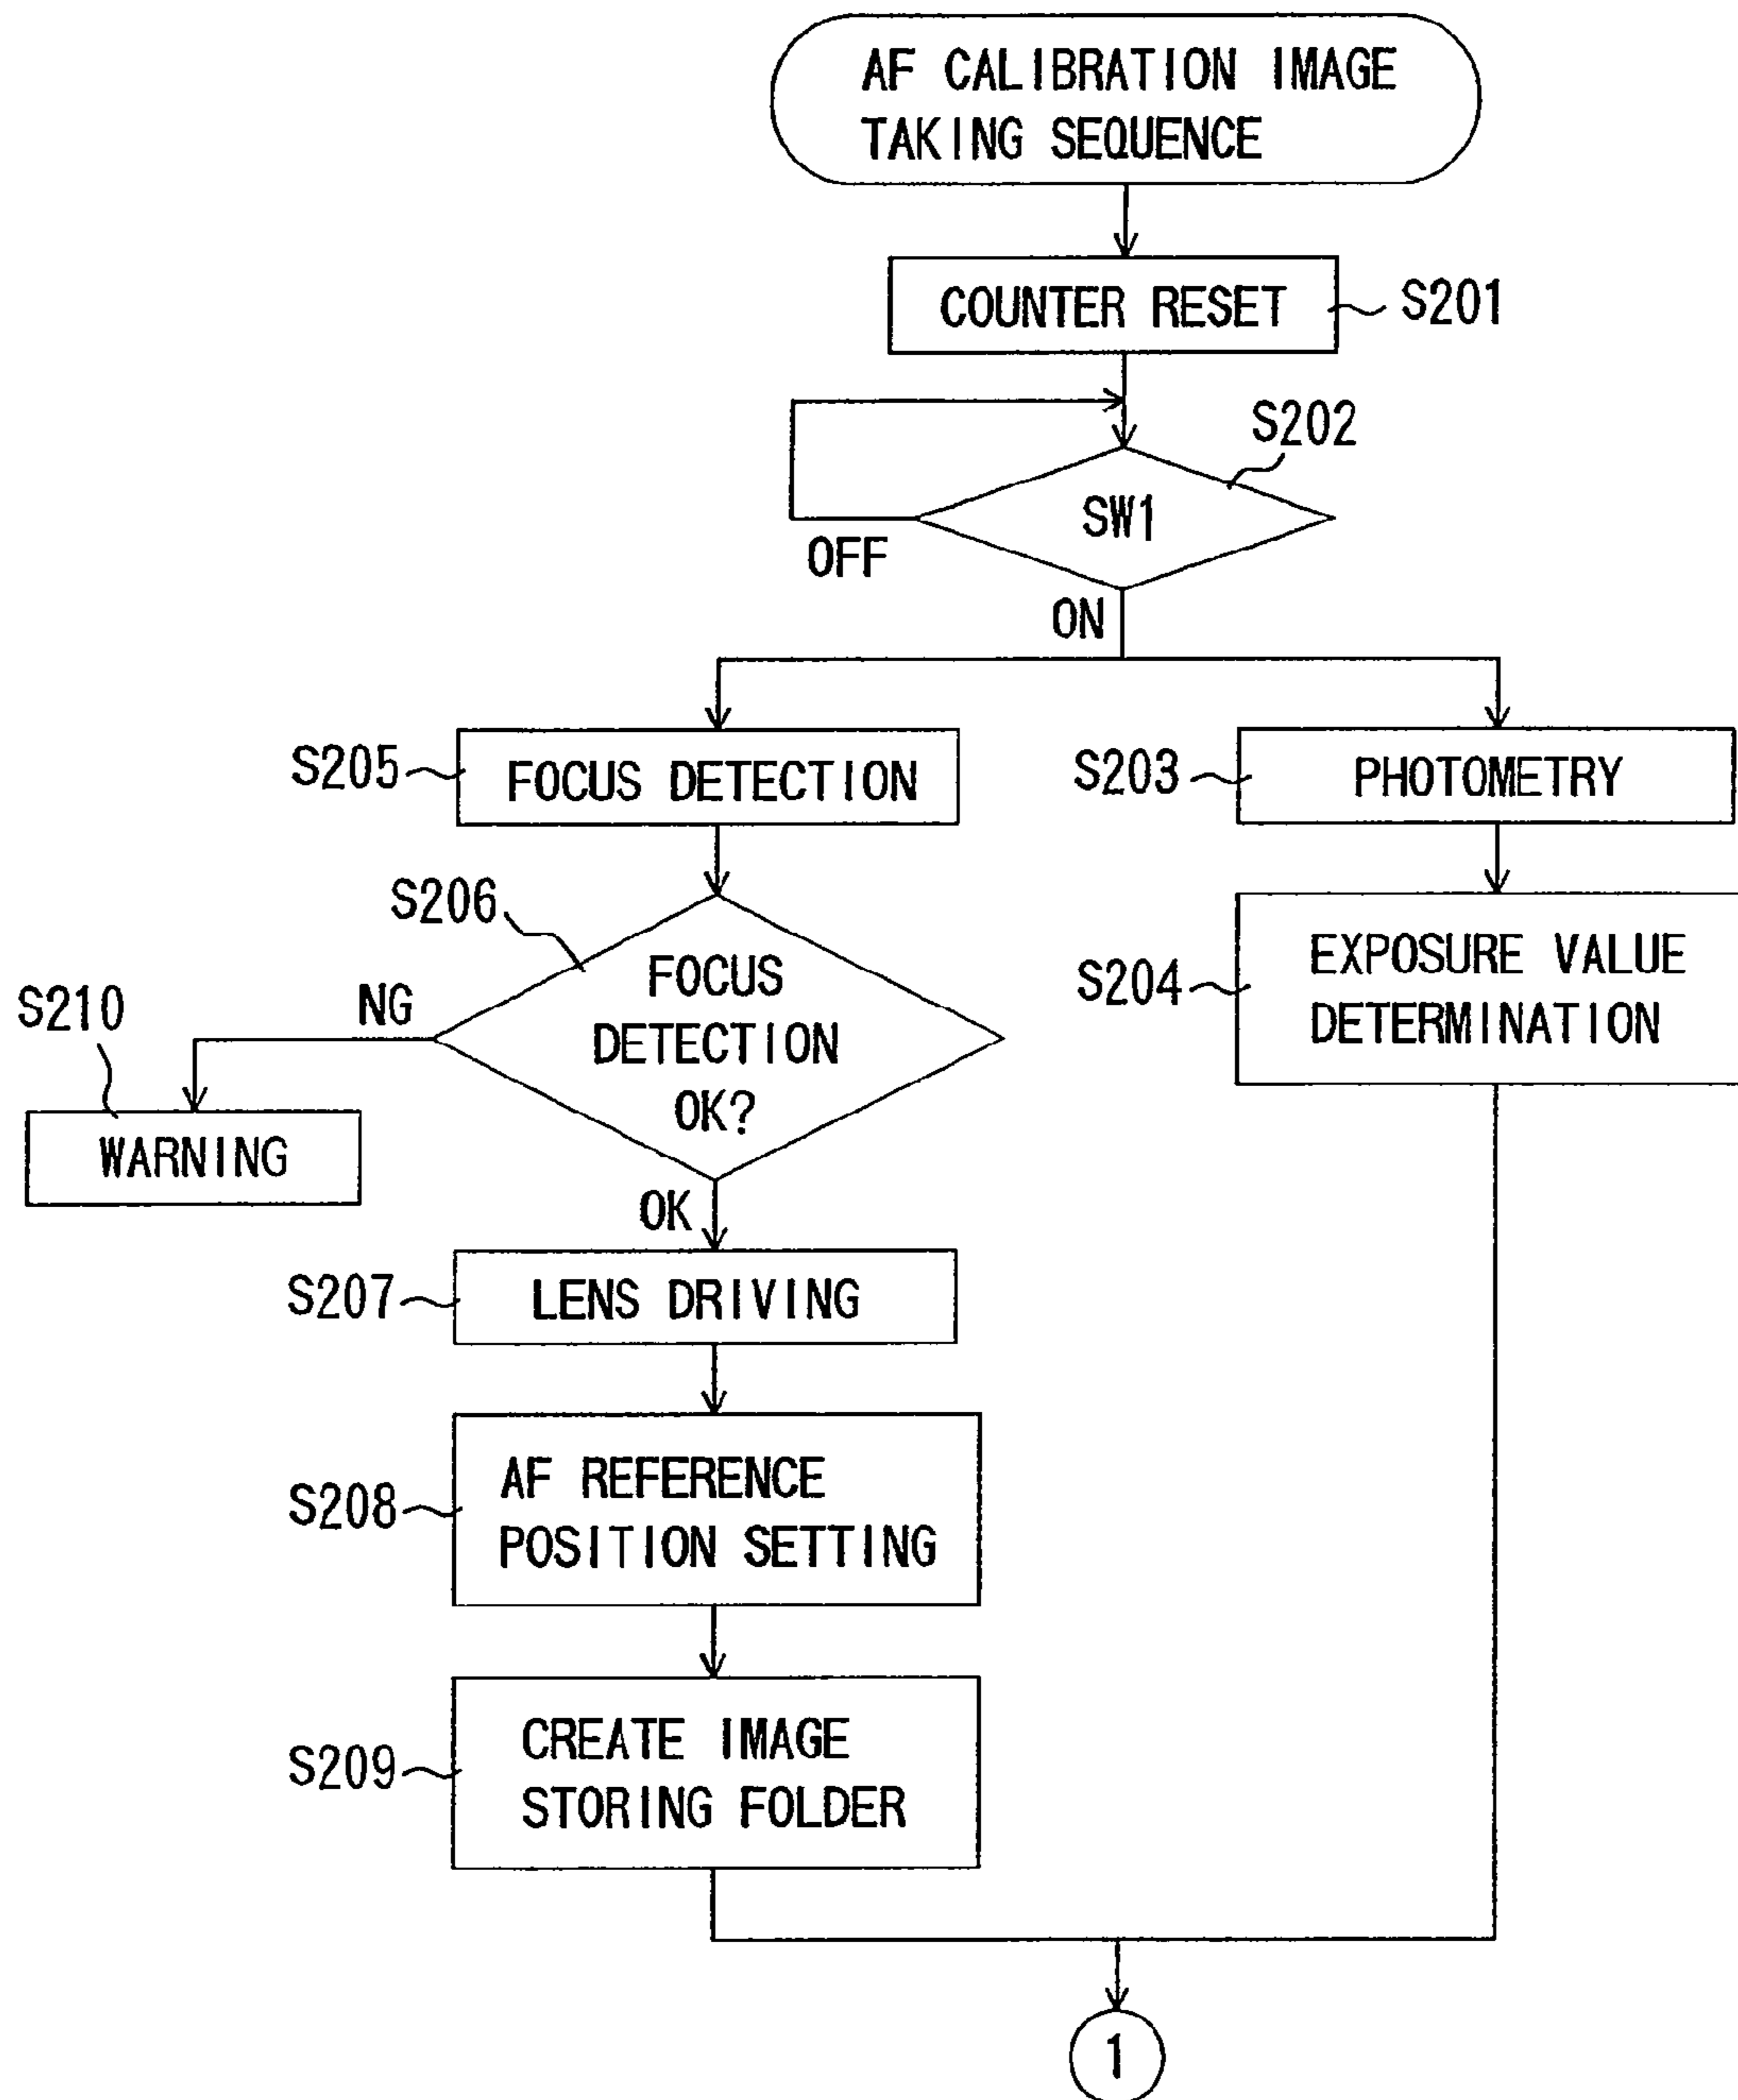 AF CALIBRATION IMAGE
TAKING SEQUENCE
COUNTER RESET
S201
S202
SW1
OFF
ON
S205
FOCUS DETECTION
S203
PHOTOMETRY
S206
FOCUS
DETECTION
OK?
NG
S210
WARNING
S204
EXPOSURE VALUE
DETERMINATION
OK
S207
LENS DRIVING
S208
AF REFERENCE
POSITION SETTING
S209
CREATE IMAGE
STORING FOLDER
1